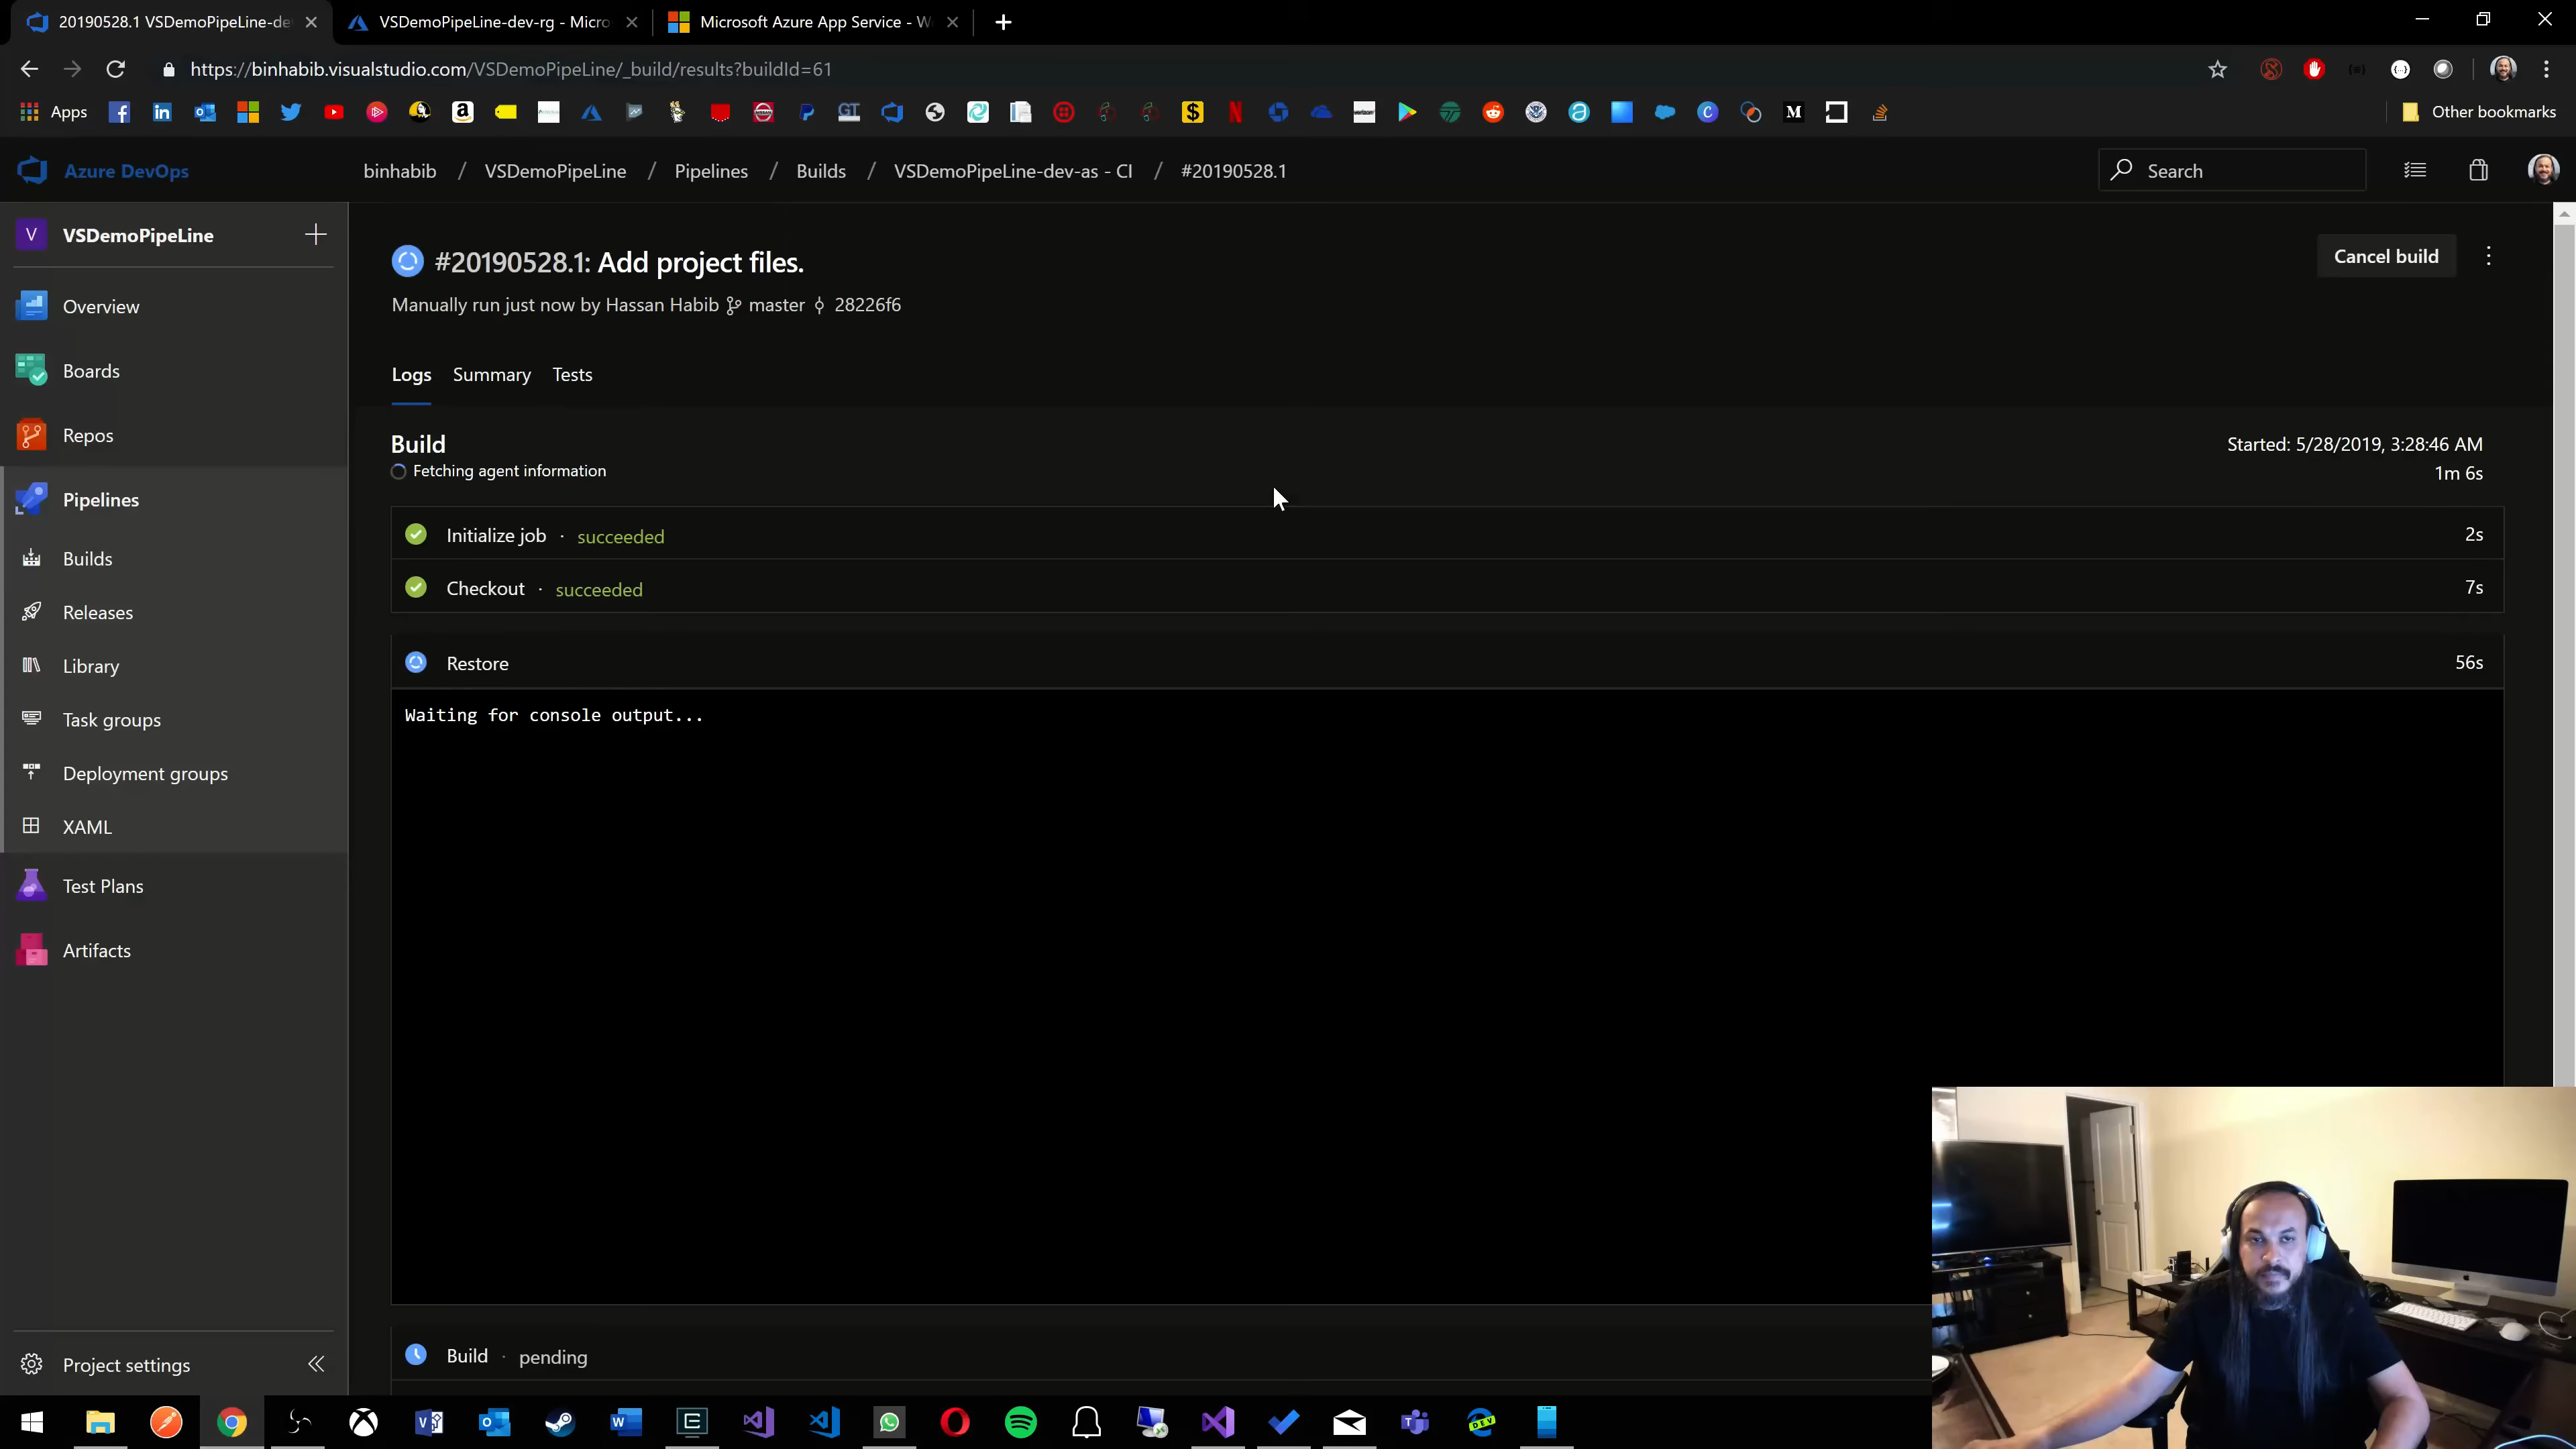 20190528.1 VSDemoPipeLine-de
VSDemoPipeLine-dev-rg - Micro
Microsoft Azure App Service - W
https://binhabib.visualstudio.com/VSDemoPipeLine/_build/results?buildId=61
Apps
Other bookmarks
Azure DevOps
binhabib / VSDemoPipeLine / Pipelines / Builds / VSDemoPipeLine-dev-as - CI / #20190528.1
Search
V VSDemoPipeLine
Overview
Boards
Repos
Pipelines
Builds
Releases
Library
Task groups
Deployment groups
XAML
Test Plans
Artifacts
Project settings
#20190528.1: Add project files.
Manually run just now by Hassan Habib master 28226f6
Cancel build
Logs Summary Tests
Build
Fetching agent information
Started: 5/28/2019, 3:28:46 AM
1m 6s
Initialize job · succeeded 2s
Checkout · succeeded 7s
Restore 56s
Waiting for console output...
Build · pending